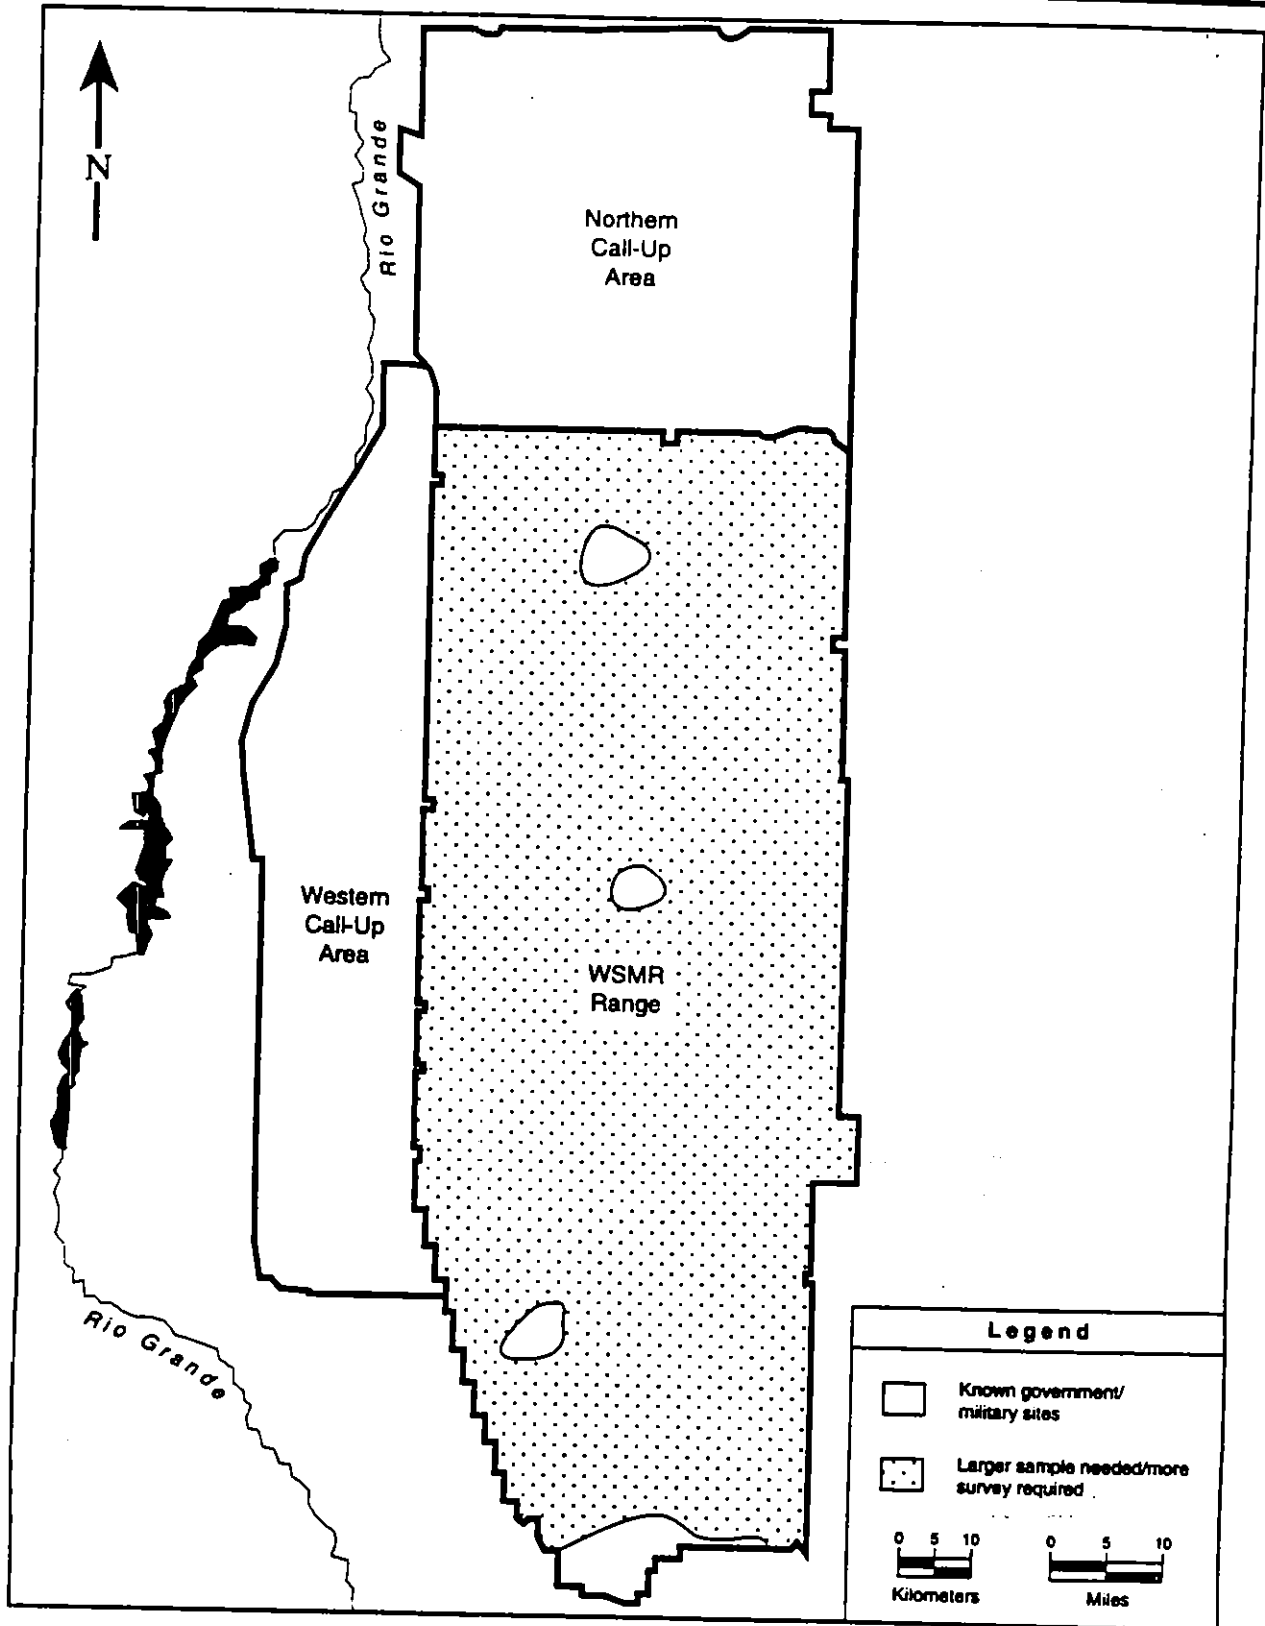 N
Rio Grande
Northern
Call-Up
Area
Western
Call-Up
Area
WSMR
Range
Rio Grande
Legend
Known government/
military sites
Larger sample needed/more
survey required
0 5 10
Kilometers
0 5 10
Miles